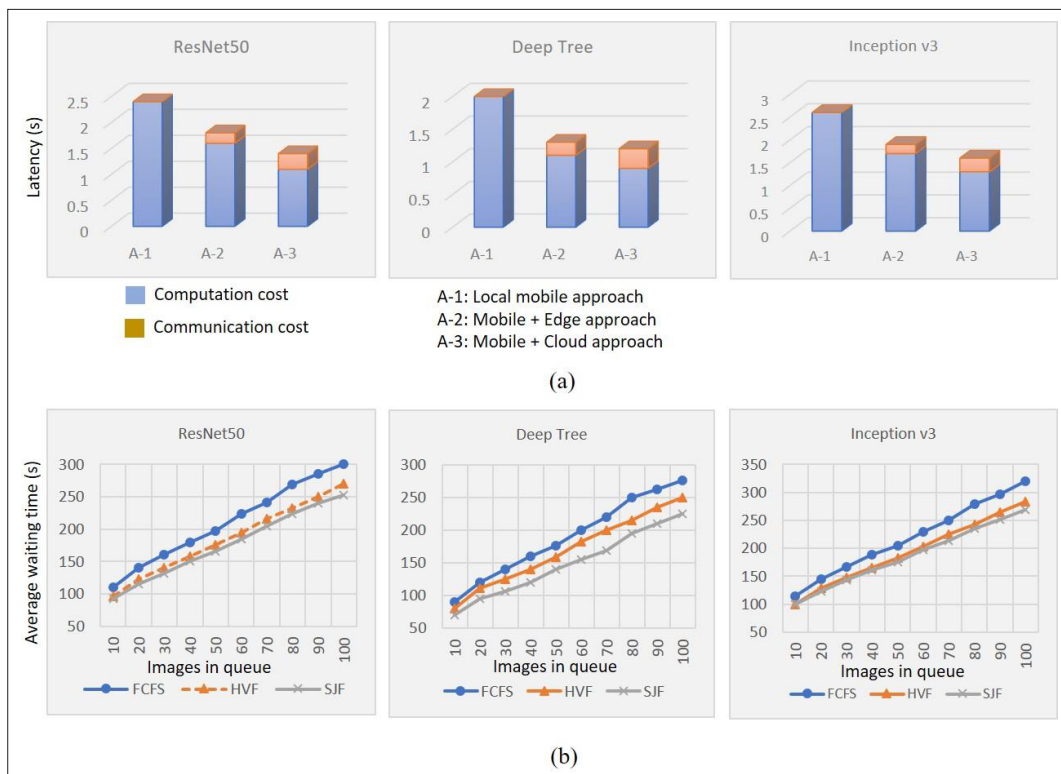 ResNet50
Deep Tree
Inception v3
Latency (s)
2.5
2
1.5
1
0.5
0
A-1 A-2 A-3
2
1.5
1
0.5
0
A-1 A-2 A-3
3
2.5
2
1.5
1
0.5
0
A-1 A-2 A-3
Computation cost
Communication cost
A-1: Local mobile approach
A-2: Mobile + Edge approach
A-3: Mobile + Cloud approach
(a)
ResNet50
Deep Tree
Inception v3
Average waiting time (s)
300
250
200
150
100
50
10 20 30 40 50 60 70 80 90 100
Images in queue
FCFS HVF SJF
300
250
200
150
100
50
10 20 30 40 50 60 70 80 90 100
Images in queue
FCFS HVF SJF
350
300
250
200
150
100
50
10 20 30 40 50 60 70 80 90 100
Images in queue
FCFS HVF SJF
(b)